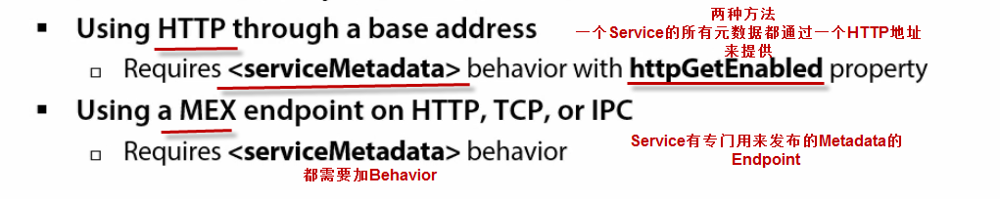 ▪ Using HTTP through a base address
两种方法
一个Service的所有元数据都通过一个HTTP地址
来提供
▫ Requires <serviceMetadata> behavior with httpGetEnabled property
▪ Using a MEX endpoint on HTTP, TCP, or IPC
▫ Requires <serviceMetadata> behavior
都需要加Behavior
Service有专门用来发布的Metadata的
Endpoint